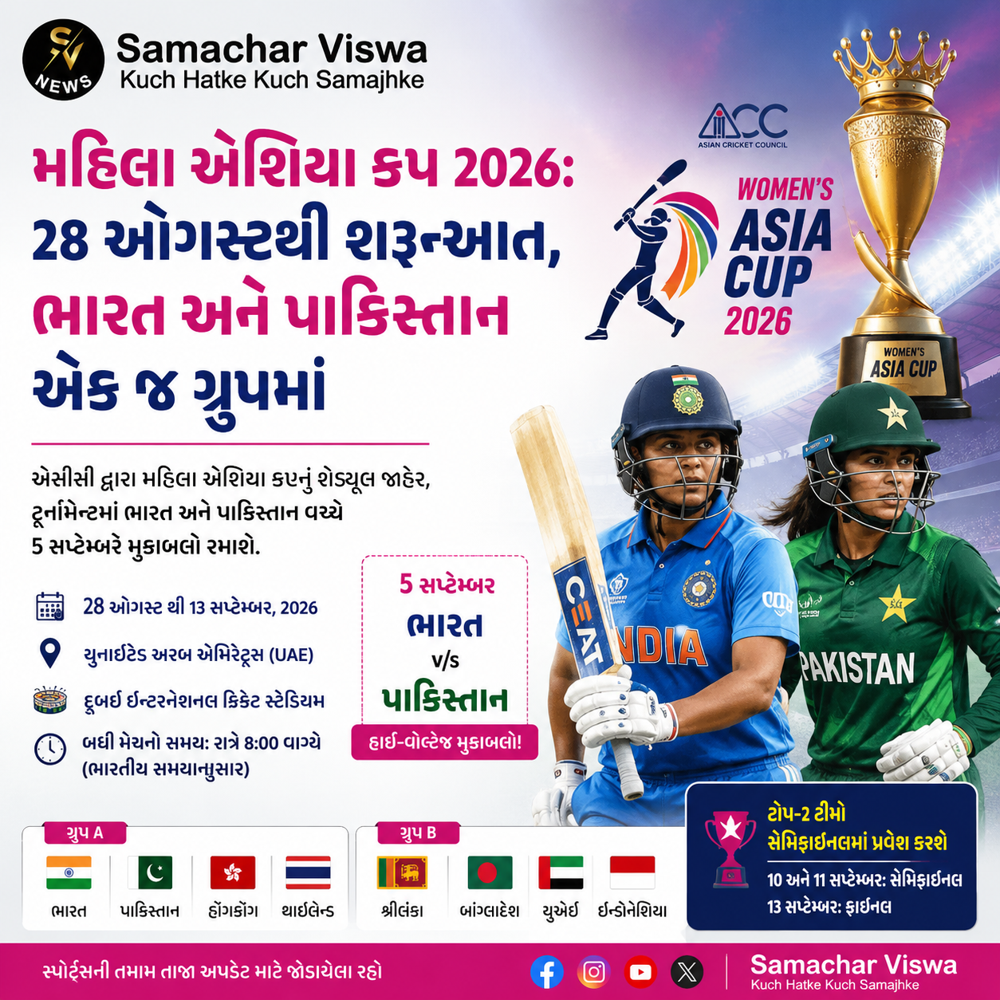 SV
NEWS
Samachar Viswa
Kuch Hatke Kuch Samajhke
ACC
ASIAN CRICKET COUNCIL
મહિલા એશિયા કપ 2026:
28 ઓગસ્ટથી શરૂન્આત,
ભારત અને પાકિસ્તાન
એક જ ગ્રુપમાં
WOMEN'S
ASIA
CUP
2026
WOMEN'S
ASIA CUP
એસીસી દ્વારા મહિલા એશિયા કપનું શેડ્યૂલ જાહેર,
ટૂર્નામેન્ટમાં ભારત અને પાકિસ્તાન વચ્ચે
5 સપ્ટેમ્બરે મુકાબલો રમાશે.
28 ઓગસ્ટ થી 13 સપ્ટેમ્બર, 2026
યુનાઈટેડ અરબ એમિરેટ્સ (UAE)
દૂબઈ ઈન્ટરનેશનલ ક્રિકેટ સ્ટેડિયમ
બધી મેચનો સમય: રાત્રે 8:00 વાગ્યે
(ભારતીય સમયાનુસાર)
5 સપ્ટેમ્બર
ભારત
v/s
પાકિસ્તાન
હાઈ-વોલ્ટેજ મુકાબલો!
CEAT
INDIA
PAKISTAN
ગ્રુપ A
ભારત
પાકિસ્તાન
હોંગકોંગ
થાઈલેન્ડ
ગ્રુપ B
શ્રીલંકા
બાંગ્લાદેશ
યુએઈ
ઈન્ડોનેશિયા
ટોપ-2 ટીમો
સેમિફાઈનલમાં પ્રવેશ કરશે
10 અને 11 સપ્ટેમ્બર: સેમિફાઈનલ
13 સપ્ટેમ્બર: ફાઈનલ
સ્પોર્ટ્સની તમામ તાજા અપડેટ માટે જોડાયેલા રહો
Samachar Viswa
Kuch Hatke Kuch Samajhke